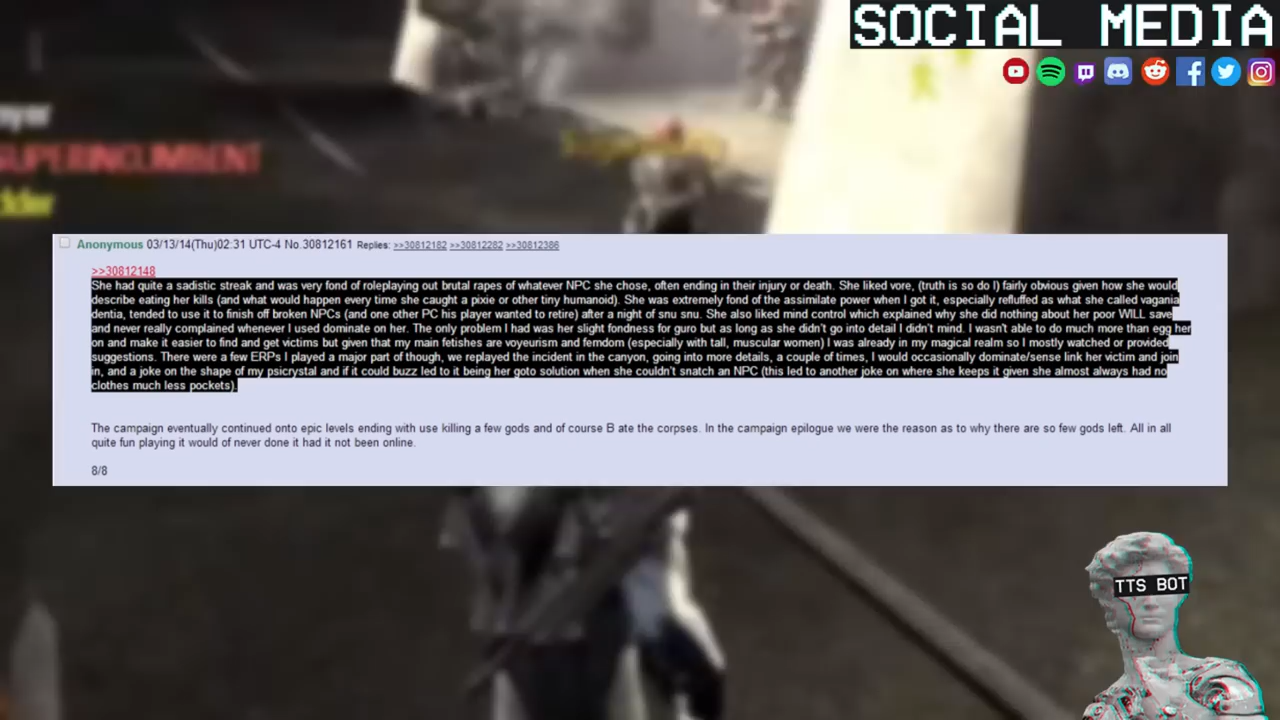 SOCIAL MEDIA
SUPERINCUMBENT
Anonymous 03/13/14(Thu)02:31 UTC-4 No.30812161 Replies: >>30812182 >>30812282 >>30812386
>>30812148
She had quite a sadistic streak and was very fond of roleplaying out brutal rapes of whatever NPC she chose, often ending in their injury or death. She liked vore, (truth is so do I) fairly obvious given how she would
describe eating her kills (and what would happen every time she caught a pixie or other tiny humanoid). She was extremely fond of the assimilate power when I got it, especially refluffed as what she called vagania
dentia, tended to use it to finish off broken NPCs (and one other PC his player wanted to retire) after a night of snu snu. She also liked mind control which explained why she did nothing about her poor WILL save
and never really complained whenever I used dominate on her. The only problem I had was her slight fondness for guro but as long as she didn't go into detail I didn't mind. I wasn't able to do much more than egg her
on and make it easier to find and get victims but given that my main fetishes are voyeurism and femdom (especially with tall, muscular women) I was already in my magical realm so I mostly watched or provided
suggestions. There were a few ERPs I played a major part of though, we replayed the incident in the canyon, going into more details, a couple of times, I would occasionally dominate/sense link her victim and join
in, and a joke on the shape of my psicrystal and if it could buzz led to it being her goto solution when she couldn't snatch an NPC (this led to another joke on where she keeps it given she almost always had no
clothes much less pockets).
The campaign eventually continued onto epic levels ending with use killing a few gods and of course B ate the corpses. In the campaign epilogue we were the reason as to why there are so few gods left. All in all
quite fun playing it would of never done it had it not been online.
8/8
TTS BOT